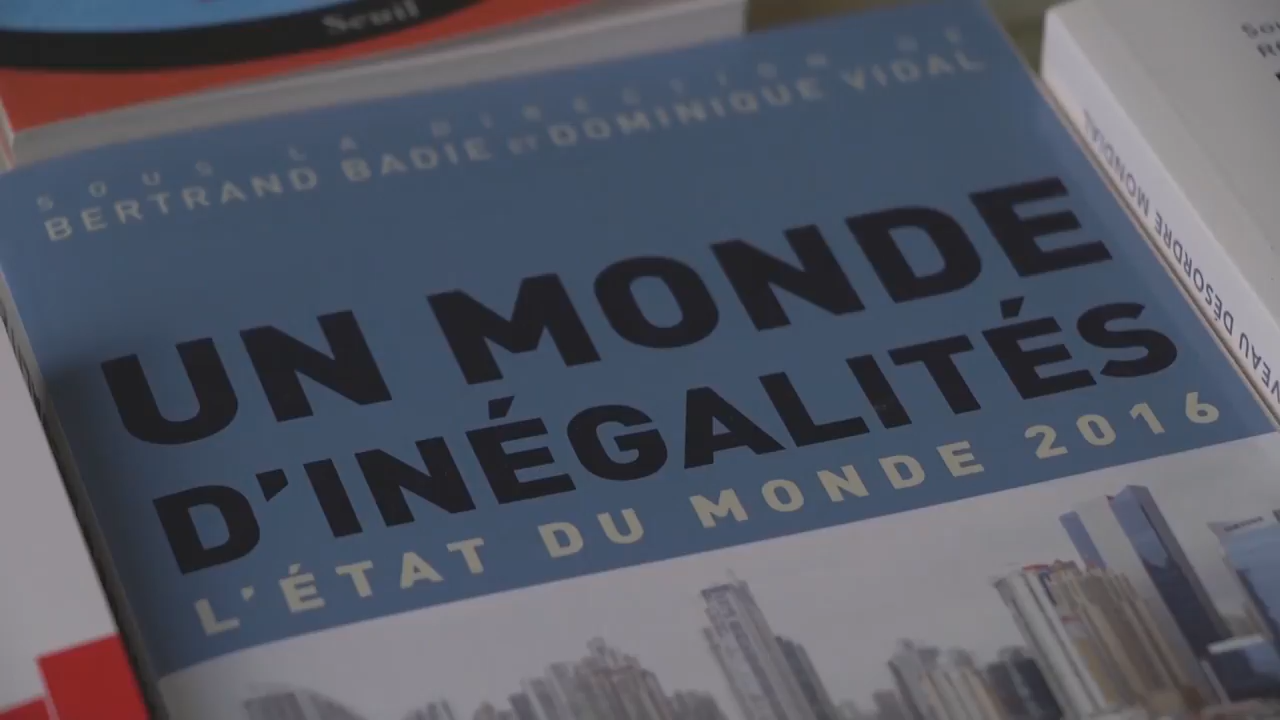 Seuil
SOUS LA DIRECTION DE
BERTRAND BADIE ET DOMINIQUE VIDAL
UN MONDE
D'INÉGALITÉS
L'ÉTAT DU MONDE 2016
VEAU DÉSORDRE MONDIAL